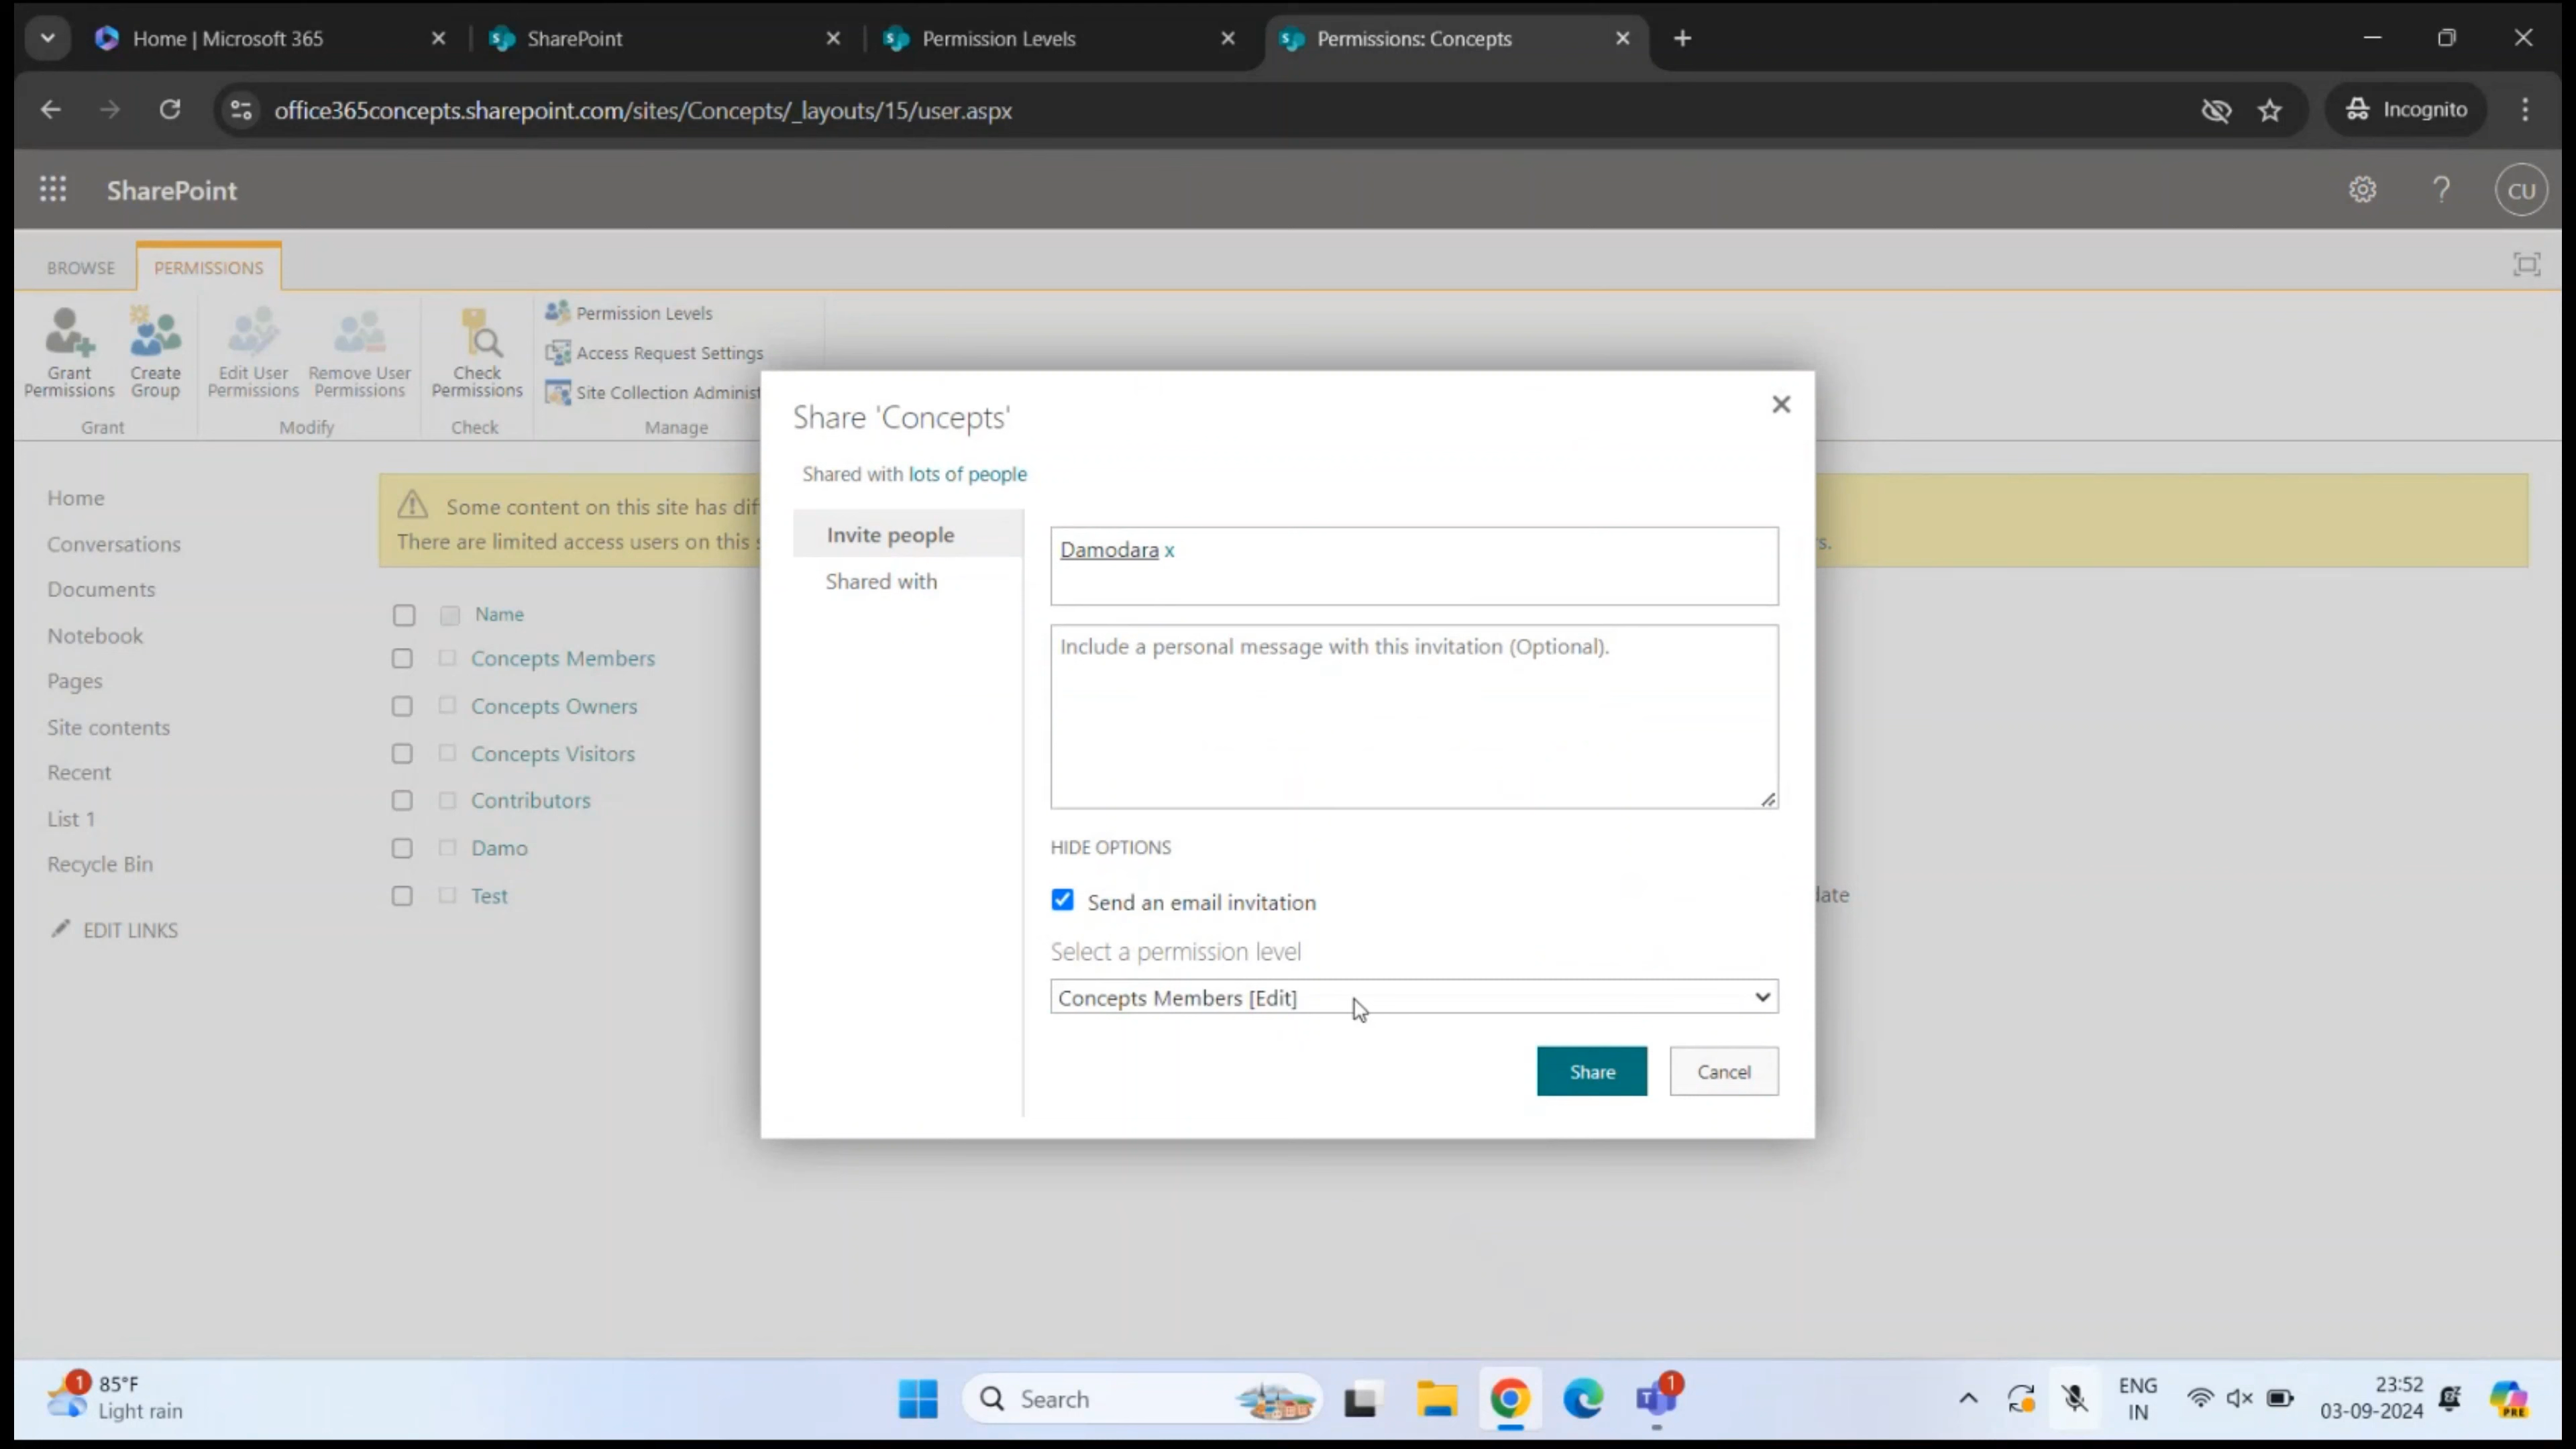 Home | Microsoft 365
SharePoint
Permission Levels
Permissions: Concepts
office365concepts.sharepoint.com/sites/Concepts/_layouts/15/user.aspx
Incognito
SharePoint
CU
BROWSE
PERMISSIONS
Grant Permissions
Create Group
Edit User Permissions
Remove User Permissions
Check Permissions
Permission Levels
Access Request Settings
Site Collection Administ
Grant
Modify
Check
Manage
Home
Conversations
Documents
Notebook
Pages
Site contents
Recent
List 1
Recycle Bin
EDIT LINKS
Some content on this site has dif
There are limited access users on this s
s.
Name
Concepts Members
Concepts Owners
Concepts Visitors
Contributors
Damo
Test
date
Share 'Concepts'
Shared with lots of people
Invite people
Shared with
Damodara x
Include a personal message with this invitation (Optional).
HIDE OPTIONS
Send an email invitation
Select a permission level
Concepts Members [Edit]
Share
Cancel
1
85°F
Light rain
Search
1
ENG
IN
23:52
03-09-2024
PRE